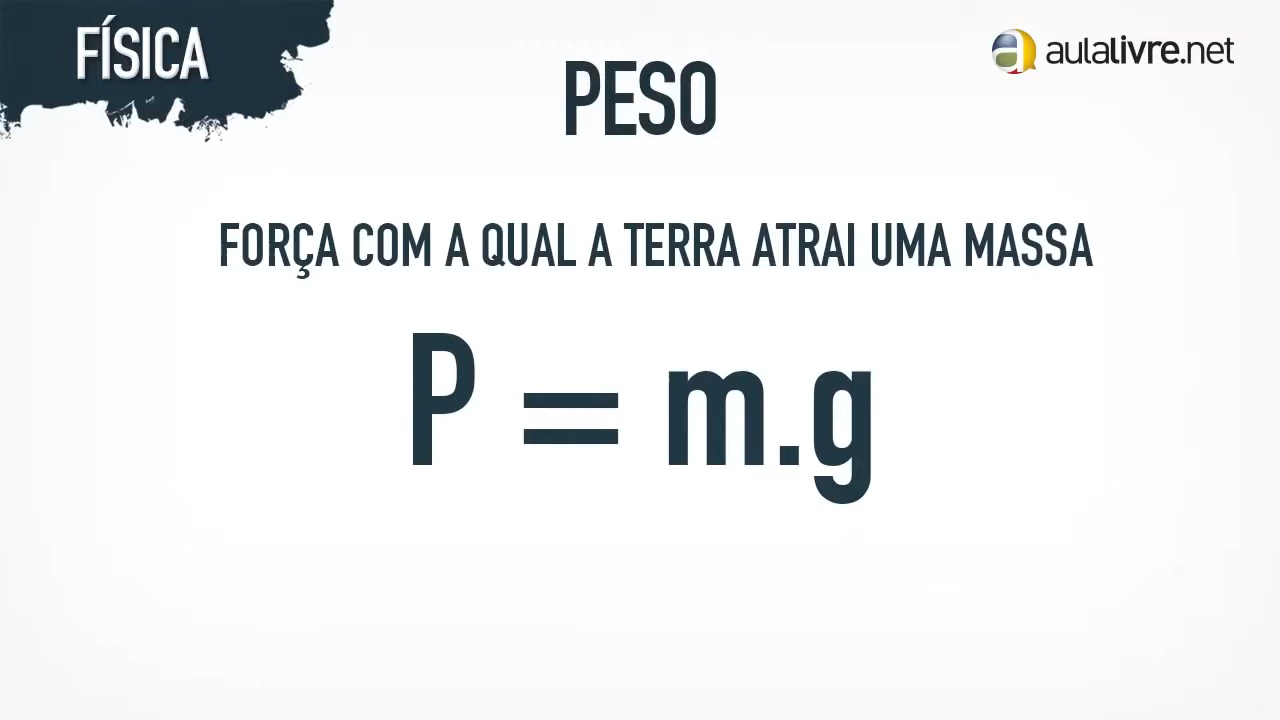 FÍSICA
aulalivre.net
PESO
FORÇA COM A QUAL A TERRA ATRAI UMA MASSA
P = m.g